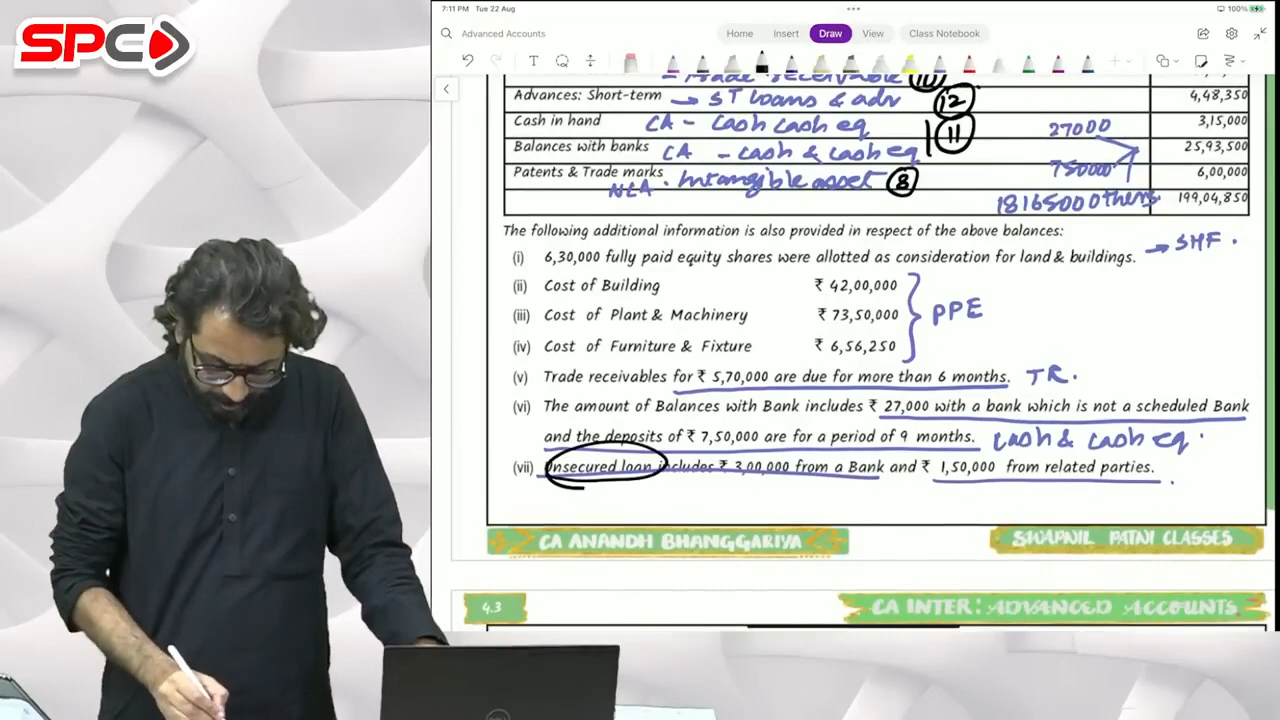 SPC
7:11 PM Tue 22 Aug
100%
Advanced Accounts
Home Insert Draw View Class Notebook
- Trade receivable (10)
Advances: Short-term → ST loans & adv (12) 4,48,350
Cash in hand CA - Cash cash eq (11) 27000 3,15,000
Balances with banks CA - cash & cash eq 25,93,500
750000
Patents & Trade marks NCA. Intangible asset (8) 6,00,000
1816500 others. 199,04,850
The following additional information is also provided in respect of the above balances:
(i) 6,30,000 fully paid equity shares were allotted as consideration for land & buildings. → SHF.
(ii) Cost of Building ₹ 42,00,000
(iii) Cost of Plant & Machinery ₹ 73,50,000 PPE
(iv) Cost of Furniture & Fixture ₹ 6,56,250
(v) Trade receivables for ₹ 5,70,000 are due for more than 6 months. TR.
(vi) The amount of Balances with Bank includes ₹ 27,000 with a bank which is not a scheduled Bank
and the deposits of ₹ 7,50,000 are for a period of 9 months. Cash & cash eq.
(vii) Unsecured loan includes ₹ 3,00,000 from a Bank and ₹ 1,50,000 from related parties.
CA ANANDH BHANGGARIYA SWAPNIL PATNI CLASSES
4.3 CA INTER: ADVANCED ACCOUNTS
DELL